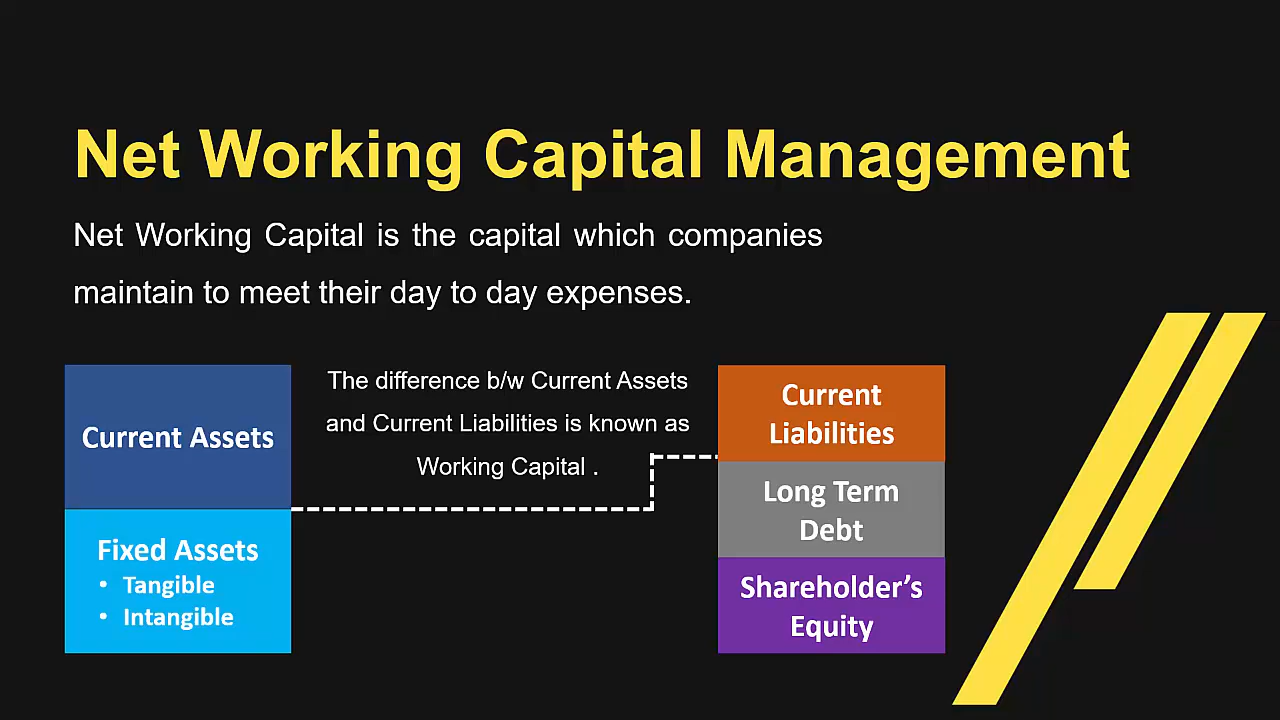 Net Working Capital Management
Net Working Capital is the capital which companies
maintain to meet their day to day expenses.
Current Assets
Fixed Assets
• Tangible
• Intangible
The difference b/w Current Assets
and Current Liabilities is known as
Working Capital .
Current
Liabilities
Long Term
Debt
Shareholder’s
Equity